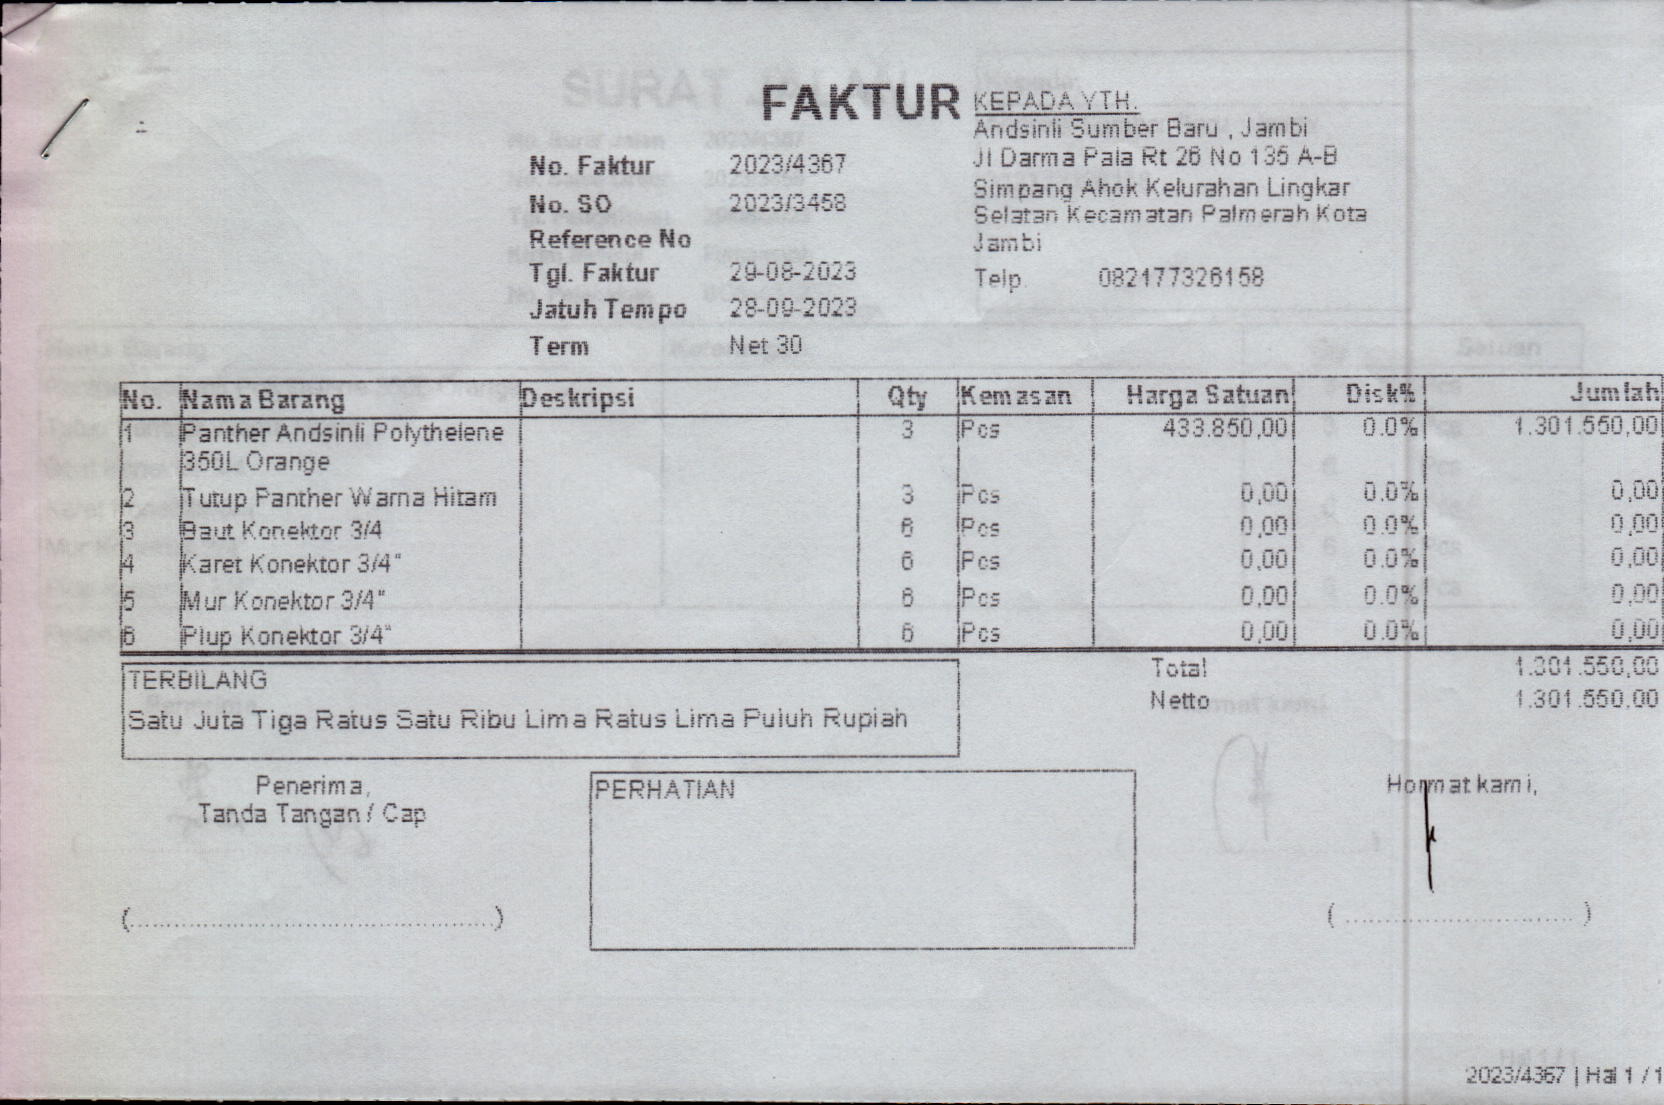 FAKTUR
KEPADA YTH.
Andsinli Sumber Baru , Jambi
Jl Darma Pala Rt 26 No 135 A-B
Simpang Ahok Kelurahan Lingkar
Selatan Kecamatan Palmerah Kota
Jambi
Telp. 082177326158
No. Faktur 2023/4367
No. SO 2023/3458
Reference No
Tgl. Faktur 29-08-2023
Jatuh Tempo 28-09-2023
Term Net 30
No. Nama Barang Deskripsi Qty Kemasan Harga Satuan Disk% Jumlah
1 Panther Andsinli Polythelene 3 Pcs 433.850,00 0.0% 1.301.550,00
350L Orange
2 Tutup Panther Warna Hitam 3 Pcs 0,00 0.0% 0,00
3 Baut Konektor 3/4 6 Pcs 0,00 0.0% 0,00
4 Karet Konektor 3/4" 6 Pcs 0,00 0.0% 0,00
5 Mur Konektor 3/4" 6 Pcs 0,00 0.0% 0,00
6 Plup Konektor 3/4" 6 Pcs 0,00 0.0% 0,00
Total 1.301.550,00
Netto 1.301.550,00
TERBILANG
Satu Juta Tiga Ratus Satu Ribu Lima Ratus Lima Puluh Rupiah
Penerima,
Tanda Tangan / Cap
(..................................................)
PERHATIAN
Hormat kami,
( ............................... )
2023/4367 | Hal 1 / 1